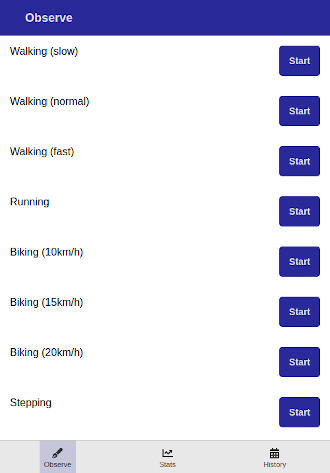 Observe
Walking (slow)
Start
Walking (normal)
Start
Walking (fast)
Start
Running
Start
Biking (10km/h)
Start
Biking (15km/h)
Start
Biking (20km/h)
Start
Stepping
Start
Observe
Stats
History